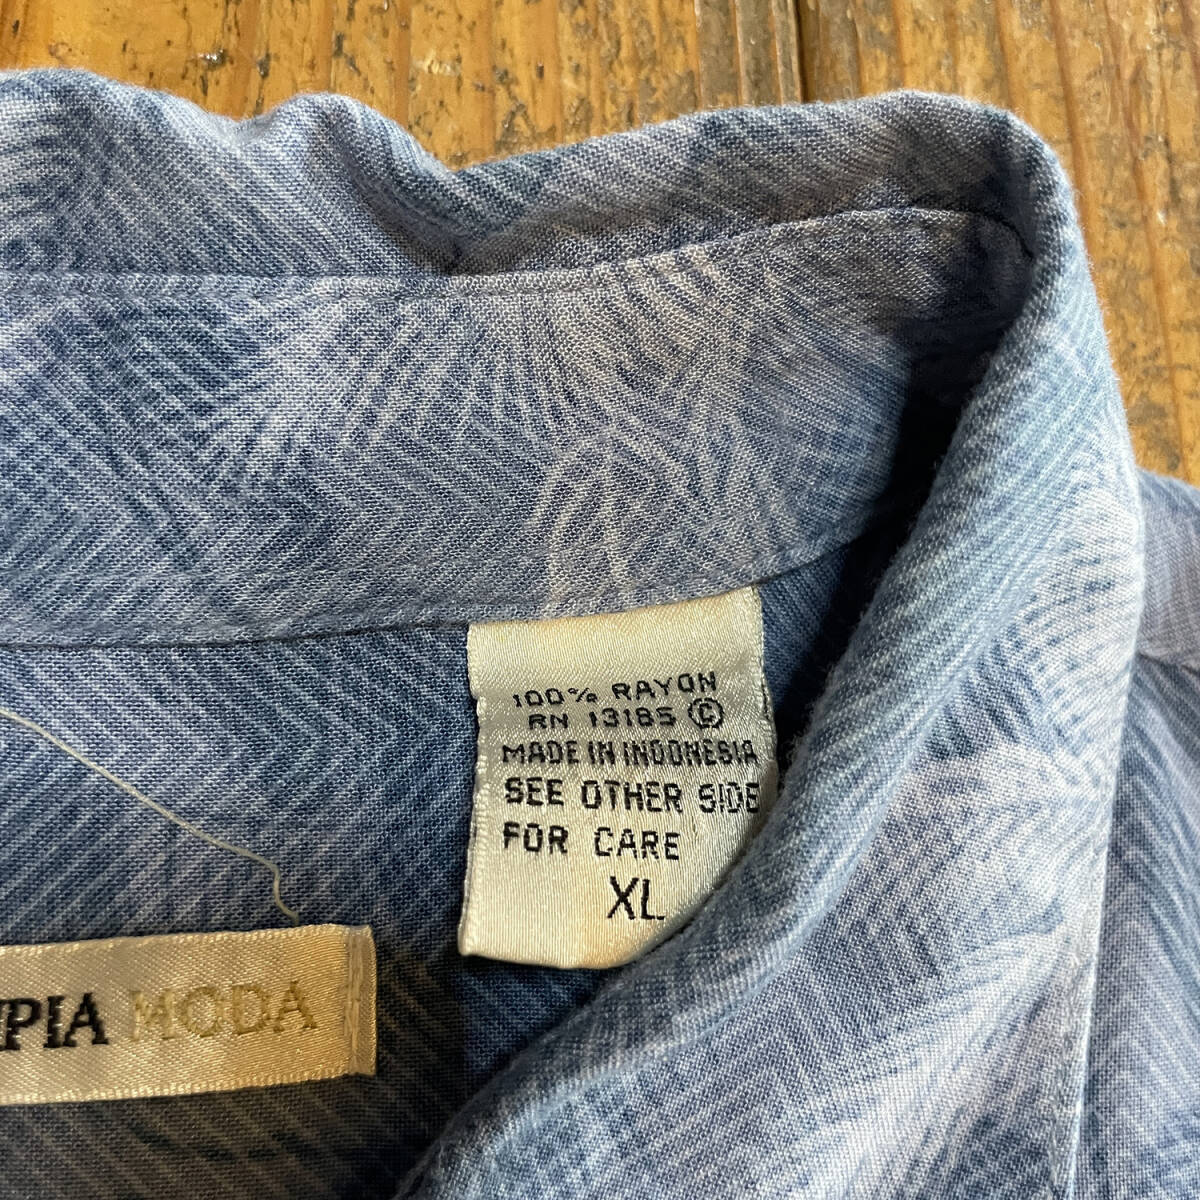 100% RAYON
RN 13185 ©
MADE IN INDONESIA
SEE OTHER SIDE
FOR CARE
XL
PIA MODA